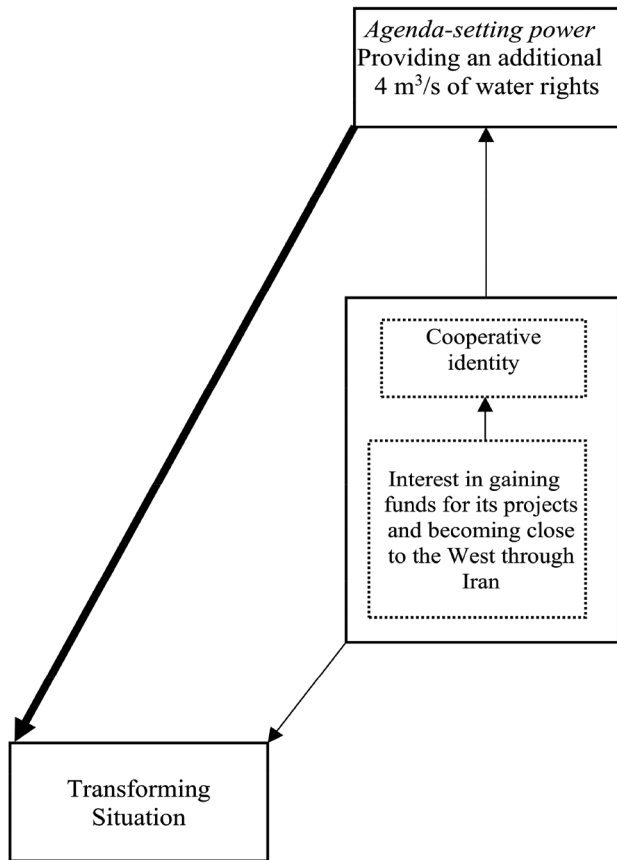 Agenda-setting power
Providing an additional
4 m³/s of water rights
Cooperative
identity
Interest in gaining
funds for its projects
and becoming close
to the West through
Iran
Transforming
Situation